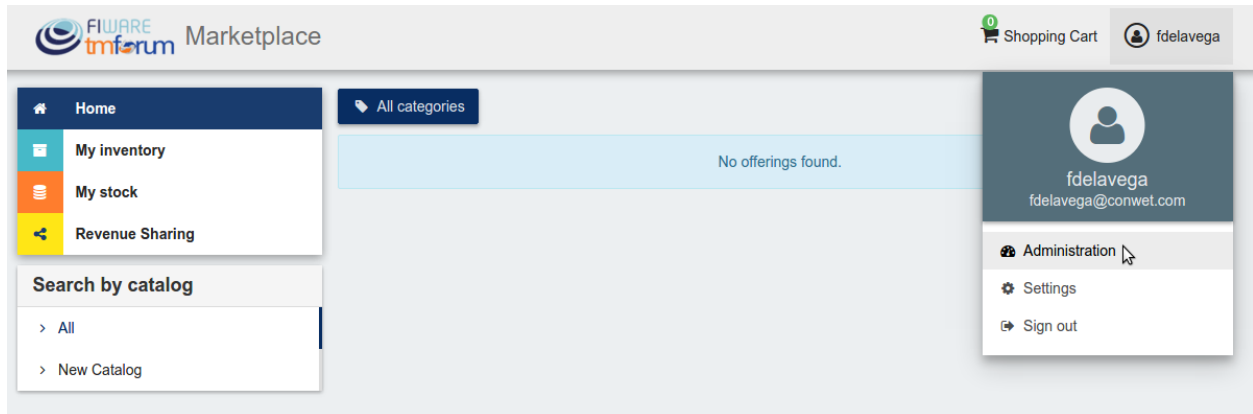 FIWARE
tmforum
Marketplace
0
Shopping Cart
fdelavega
Home
My inventory
My stock
Revenue Sharing
Search by catalog
All
New Catalog
All categories
No offerings found.
fdelavega
fdelavega@conwet.com
Administration
Settings
Sign out